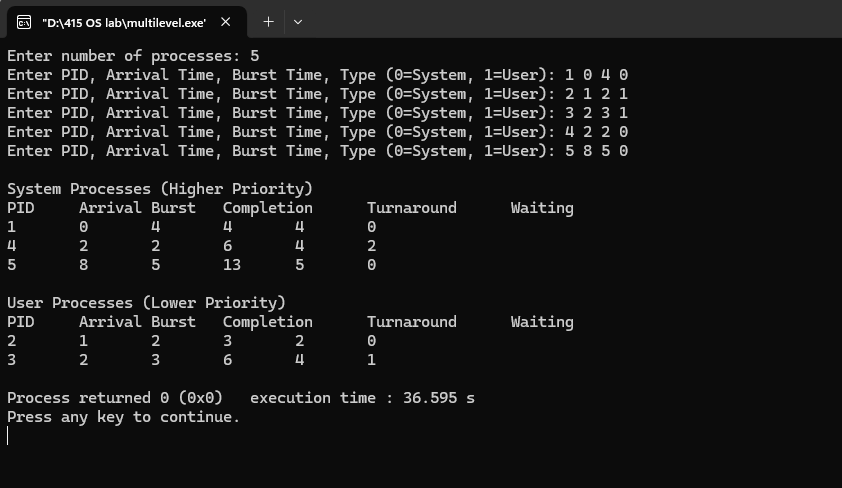 "D:\415 OS lab\multilevel.exe"
Enter number of processes: 5
Enter PID, Arrival Time, Burst Time, Type (0=System, 1=User): 1 0 4 0
Enter PID, Arrival Time, Burst Time, Type (0=System, 1=User): 2 1 2 1
Enter PID, Arrival Time, Burst Time, Type (0=System, 1=User): 3 2 3 1
Enter PID, Arrival Time, Burst Time, Type (0=System, 1=User): 4 2 2 0
Enter PID, Arrival Time, Burst Time, Type (0=System, 1=User): 5 8 5 0
System Processes (Higher Priority)
PID Arrival Burst Completion Turnaround Waiting
1 0 4 4 4 0
4 2 2 6 4 2
5 8 5 13 5 0
User Processes (Lower Priority)
PID Arrival Burst Completion Turnaround Waiting
2 1 2 3 2 0
3 2 3 6 4 1
Process returned 0 (0x0) execution time : 36.595 s
Press any key to continue.